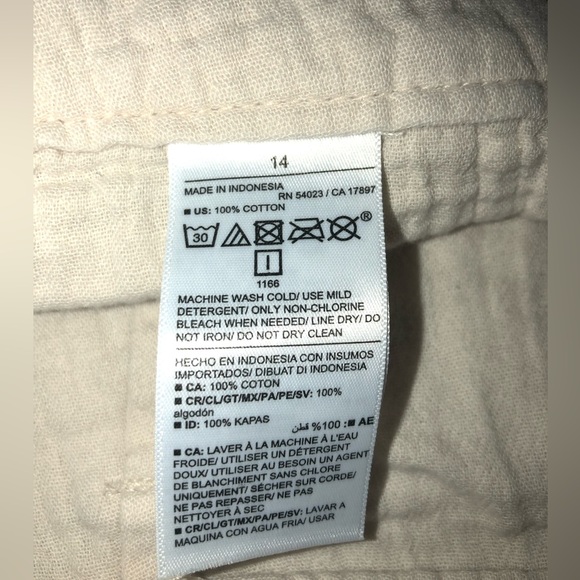 14
MADE IN INDONESIA
RN 54023 / CA 17897
■ US: 100% COTTON
30
®
1166
MACHINE WASH COLD/ USE MILD
DETERGENT/ ONLY NON-CHLORINE
BLEACH WHEN NEEDED/ LINE DRY/ DO
NOT IRON/ DO NOT DRY CLEAN
HECHO EN INDONESIA CON INSUMOS
IMPORTADOS/ DIBUAT DI INDONESIA
■ CA: 100% COTTON
■ CR/CL/GT/MX/PA/PE/SV: 100%
algodón
■ ID: 100% KAPAS
■ AE: 100% قطن
■ CA: LAVER À LA MACHINE À L'EAU
FROIDE/ UTILISER UN DÉTERGENT
DOUX/ UTILISER AU BESOIN UN AGENT
DE BLANCHIMENT SANS CHLORE
UNIQUEMENT/ SÉCHER SUR CORDE/
NE PAS REPASSER/ NE PAS
NETTOYER À SEC
■ CR/CL/GT/MX/PA/PE/SV: LAVAR A
MAQUINA CON AGUA FRIA/ USAR